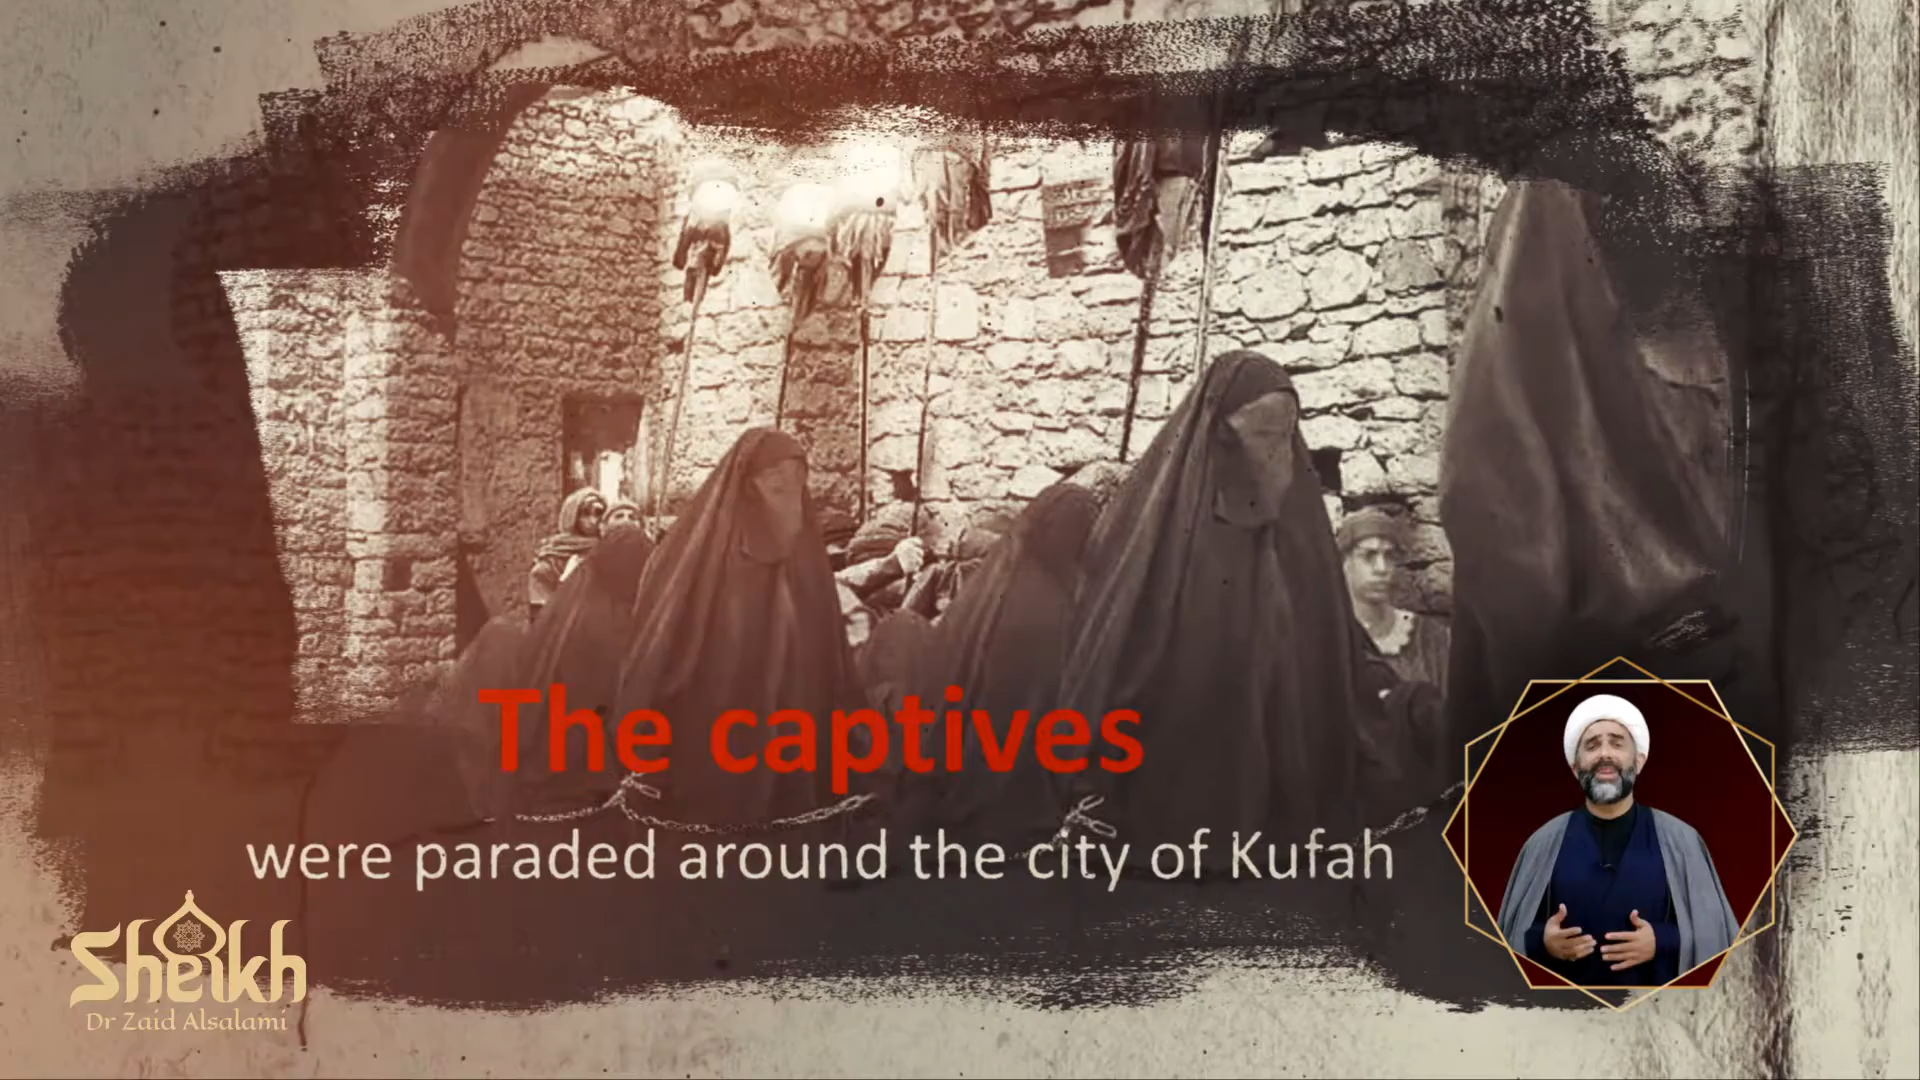 The captives
were paraded around the city of Kufah
Sheikh
Dr Zaid Alsalami